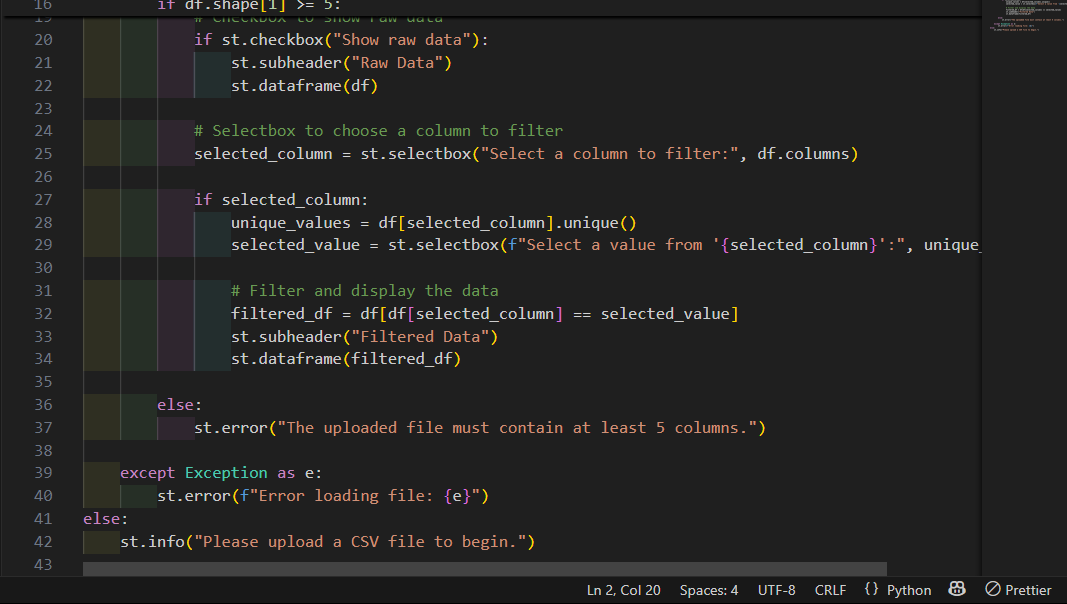 16 if df.shape[1] >= 5:
19 # Checkbox to show raw data
20 if st.checkbox("Show raw data"):
21 st.subheader("Raw Data")
22 st.dataframe(df)
23
24 # Selectbox to choose a column to filter
25 selected_column = st.selectbox("Select a column to filter:", df.columns)
26
27 if selected_column:
28 unique_values = df[selected_column].unique()
29 selected_value = st.selectbox(f"Select a value from '{selected_column}':", unique_
30
31 # Filter and display the data
32 filtered_df = df[df[selected_column] == selected_value]
33 st.subheader("Filtered Data")
34 st.dataframe(filtered_df)
35
36 else:
37 st.error("The uploaded file must contain at least 5 columns.")
38
39 except Exception as e:
40 st.error(f"Error loading file: {e}")
41 else:
42 st.info("Please upload a CSV file to begin.")
43
Ln 2, Col 20 Spaces: 4 UTF-8 CRLF {} Python Prettier